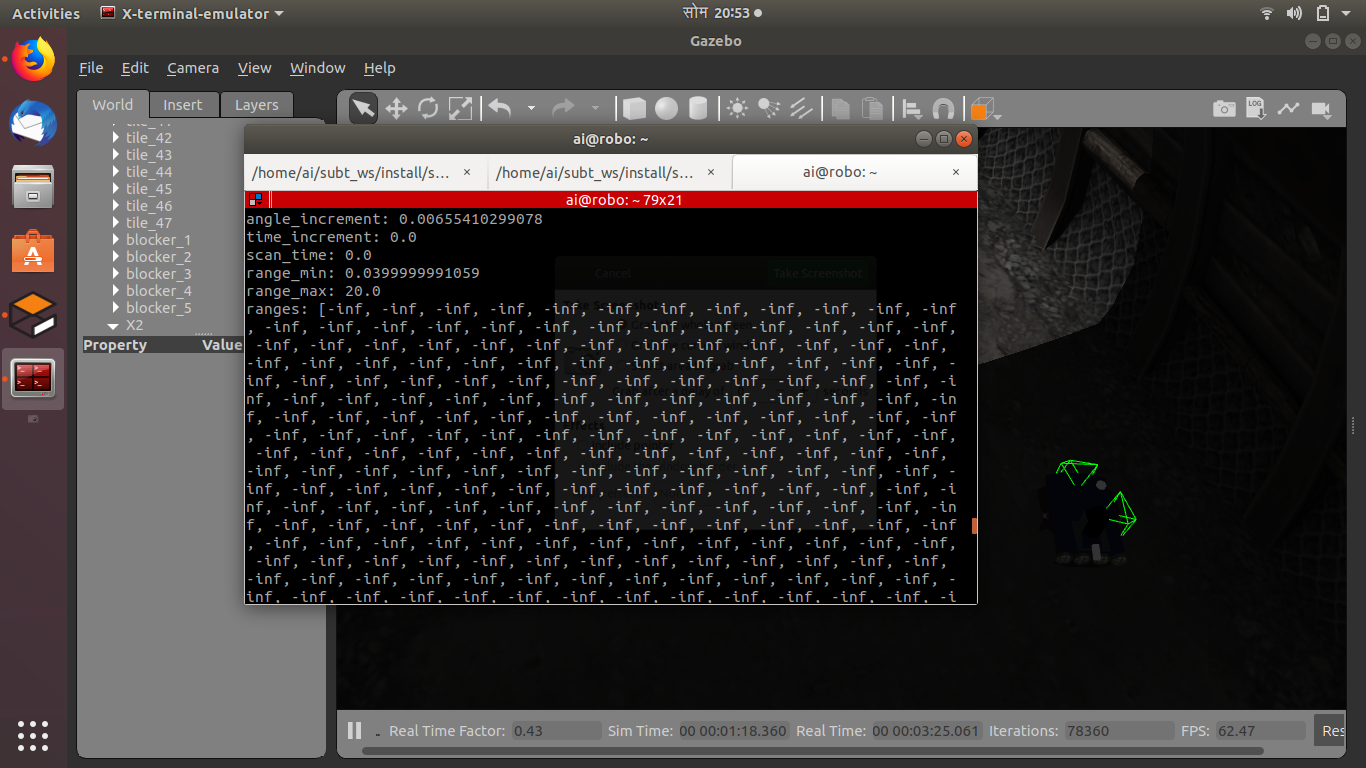 Activities X-terminal-emulator सोम 20:53
Gazebo
File Edit Camera View Window Help
World Insert Layers
tile_42
tile_43
tile_44
tile_45
tile_46
tile_47
blocker_1
blocker_2
blocker_3
blocker_4
blocker_5
X2
Property Value
LOG
ai@robo: ~
/home/ai/subt_ws/install/s... × /home/ai/subt_ws/install/s... × ai@robo: ~ ×
ai@robo: ~ 79x21
angle_increment: 0.00655410299078
time_increment: 0.0
scan_time: 0.0
range_min: 0.0399999991059
range_max: 20.0
ranges: [-inf, -inf, -inf, -inf, -inf, -inf, -inf, -inf, -inf, -inf, -inf, -inf
, -inf, -inf, -inf, -inf, -inf, -inf, -inf, -inf, -inf, -inf, -inf, -inf, -inf,
 -inf, -inf, -inf, -inf, -inf, -inf, -inf, -inf, -inf, -inf, -inf, -inf, -inf, 
-inf, -inf, -inf, -inf, -inf, -inf, -inf, -inf, -inf, -inf, -inf, -inf, -inf, -
inf, -inf, -inf, -inf, -inf, -inf, -inf, -inf, -inf, -inf, -inf, -inf, -inf, -i
nf, -inf, -inf, -inf, -inf, -inf, -inf, -inf, -inf, -inf, -inf, -inf, -inf, -in
f, -inf, -inf, -inf, -inf, -inf, -inf, -inf, -inf, -inf, -inf, -inf, -inf, -inf
, -inf, -inf, -inf, -inf, -inf, -inf, -inf, -inf, -inf, -inf, -inf, -inf, -inf,
 -inf, -inf, -inf, -inf, -inf, -inf, -inf, -inf, -inf, -inf, -inf, -inf, -inf, 
-inf, -inf, -inf, -inf, -inf, -inf, -inf, -inf, -inf, -inf, -inf, -inf, -inf, -
inf, -inf, -inf, -inf, -inf, -inf, -inf, -inf, -inf, -inf, -inf, -inf, -inf, -i
nf, -inf, -inf, -inf, -inf, -inf, -inf, -inf, -inf, -inf, -inf, -inf, -inf, -in
f, -inf, -inf, -inf, -inf, -inf, -inf, -inf, -inf, -inf, -inf, -inf, -inf, -inf
, -inf, -inf, -inf, -inf, -inf, -inf, -inf, -inf, -inf, -inf, -inf, -inf, -inf,
 -inf, -inf, -inf, -inf, -inf, -inf, -inf, -inf, -inf, -inf, -inf, -inf, -inf, 
-inf, -inf, -inf, -inf, -inf, -inf, -inf, -inf, -inf, -inf, -inf, -inf, -inf, -
inf, -inf, -inf, -inf, -inf, -inf, -inf, -inf, -inf, -inf, -inf, -inf, -inf, -i
Cancel Take Screenshot
Real Time Factor: 0.43 Sim Time: 00 00:01:18.360 Real Time: 00 00:03:25.061 Iterations: 78360 FPS: 62.47 Res